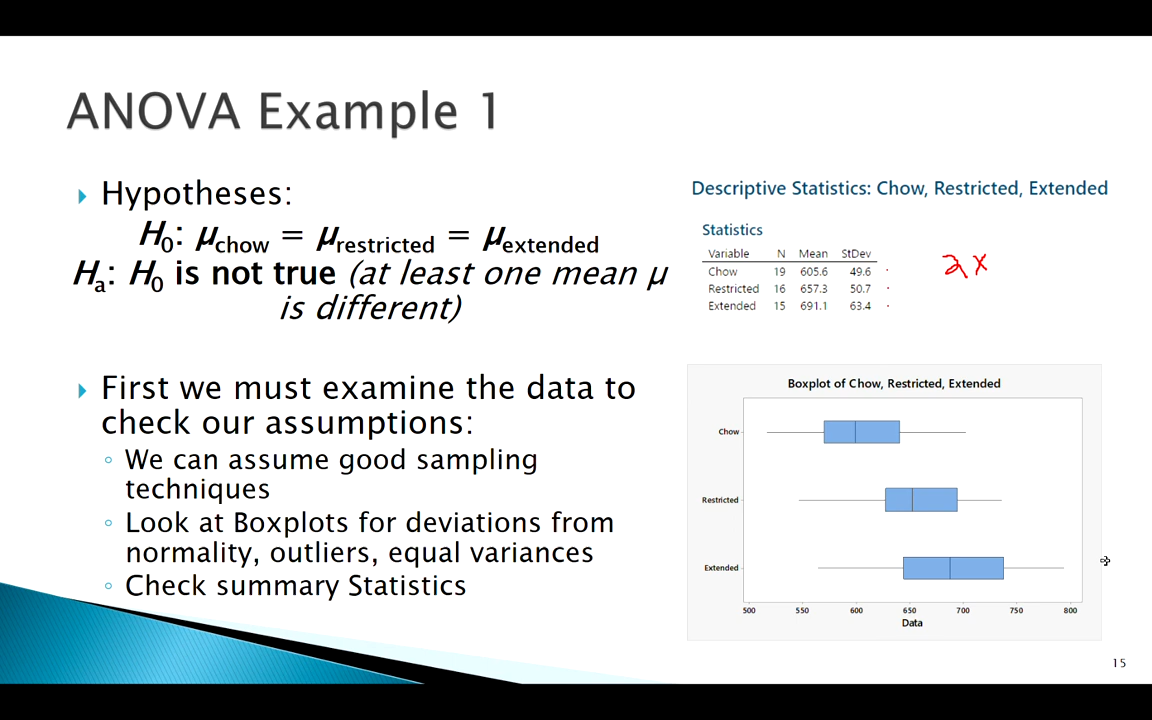 ANOVA Example 1
Hypotheses:
H0: μchow = μrestricted = μextended
Ha: H0 is not true (at least one mean μ
is different)
First we must examine the data to
check our assumptions:
We can assume good sampling
techniques
Look at Boxplots for deviations from
normality, outliers, equal variances
Check summary Statistics
Descriptive Statistics: Chow, Restricted, Extended
Statistics
Variable N Mean StDev
Chow 19 605.6 49.6
Restricted 16 657.3 50.7
Extended 15 691.1 63.4
2x
Boxplot of Chow, Restricted, Extended
Chow
Restricted
Extended
500 550 600 650 700 750 800
Data
15